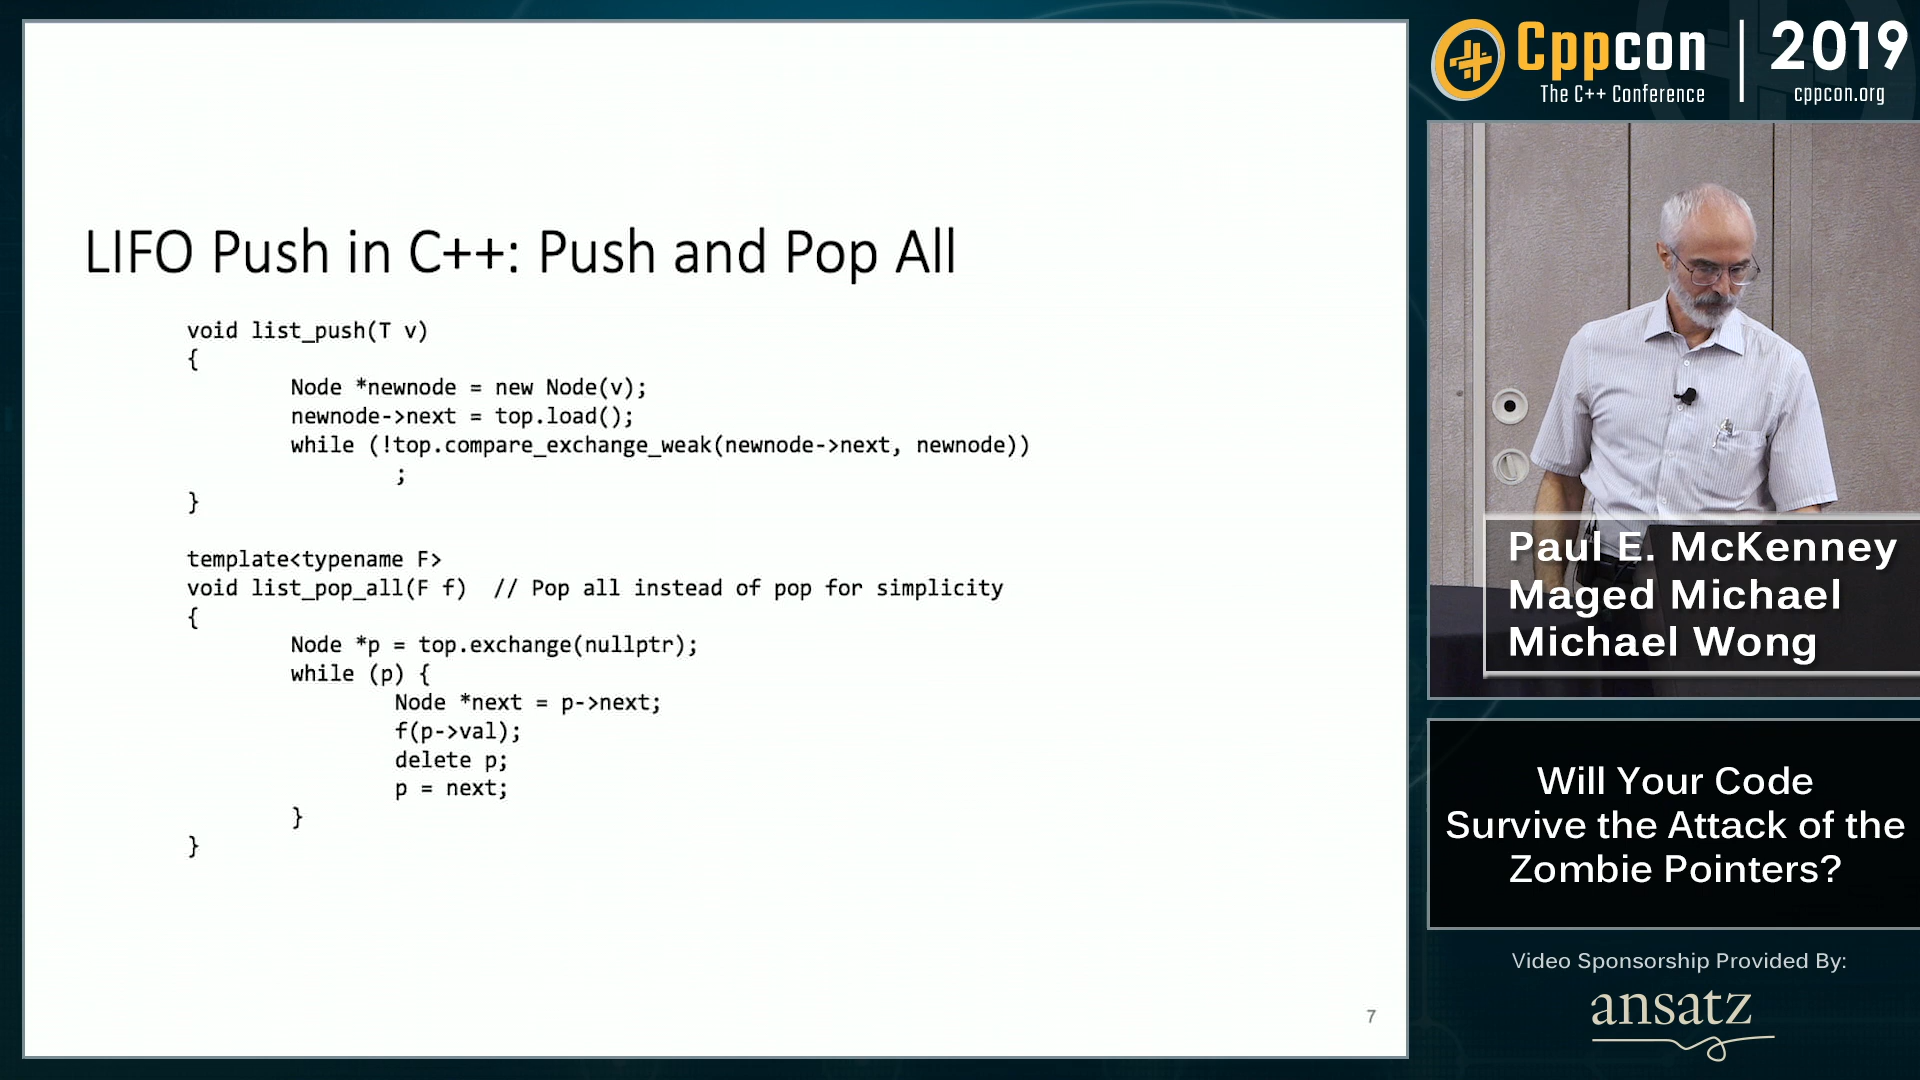 LIFO Push in C++: Push and Pop All
void list_push(T v)
{
Node *newnode = new Node(v);
newnode->next = top.load();
while (!top.compare_exchange_weak(newnode->next, newnode))
;
}
template<typename F>
void list_pop_all(F f)  // Pop all instead of pop for simplicity
{
Node *p = top.exchange(nullptr);
while (p) {
Node *next = p->next;
f(p->val);
delete p;
p = next;
}
}
7
Cppcon | 2019
The C++ Conference cppcon.org
Paul E. McKenney
Maged Michael
Michael Wong
Will Your Code
Survive the Attack of the
Zombie Pointers?
Video Sponsorship Provided By:
ansatz